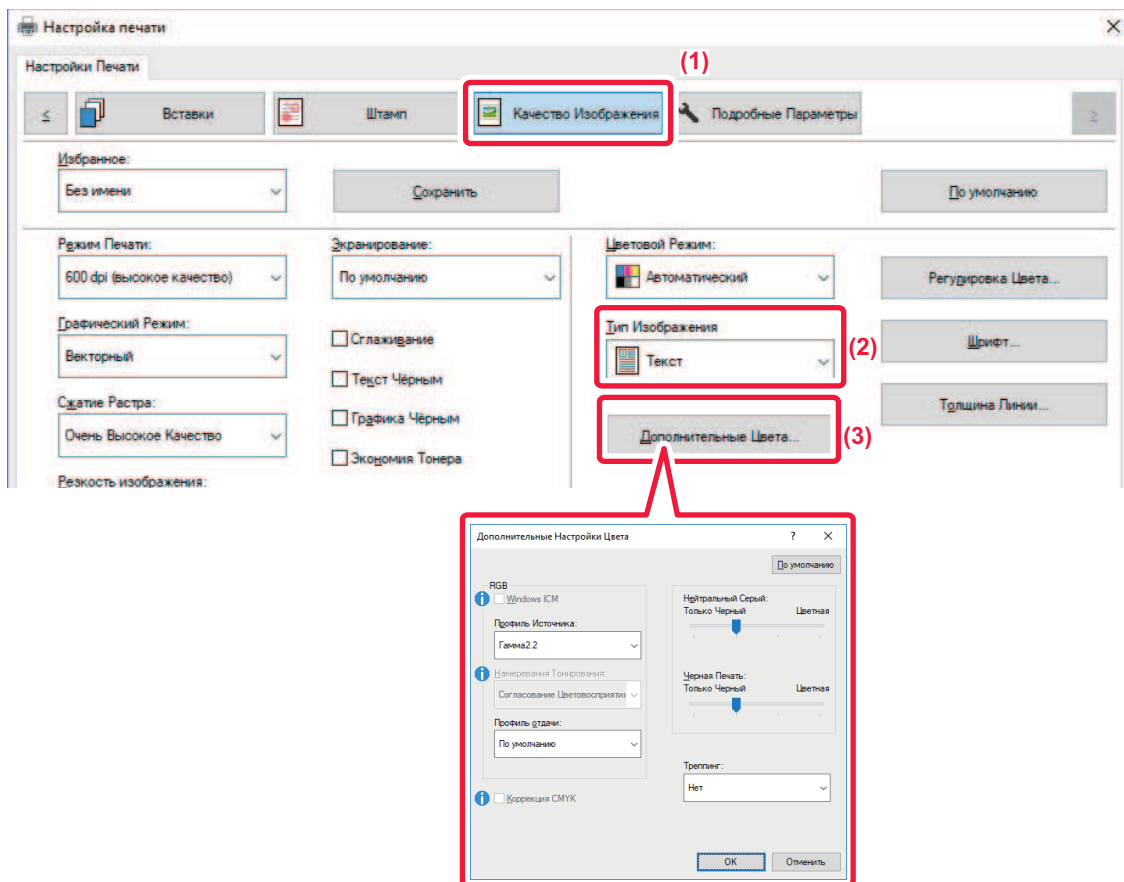 Настройка печати
Настройки Печати
(1)
≤ Вставки Штамп Качество Изображения Подробные Параметры ≥
Избранное:
Без имени Сохранить По умолчанию
Режим Печати: Экранирование: Цветовой Режим:
600 dpi (высокое качество) По умолчанию Автоматический Регулировка Цвета...
Графический Режим: Сглаживание Тип Изображения
Векторный Текст (2) Шрифт...
Текст Чёрным
Сжатие Растра: Толщина Линии...
Очень Высокое Качество Графика Чёрным Дополнительные Цвета... (3)
Экономия Тонера
Резкость изображения:
Дополнительные Настройки Цвета ?
По умолчанию
RGB
Windows ICM Нейтральный Серый:
Только Черный Цветная
Профиль Источника:
Гамма2.2
Намеревания Тонирования: Черная Печать:
Согласование Цветовосприятия Только Черный Цветная
Профиль отдачи:
По умолчанию
Треппинг:
Нет
Коррекция CMYK
OK Отменить